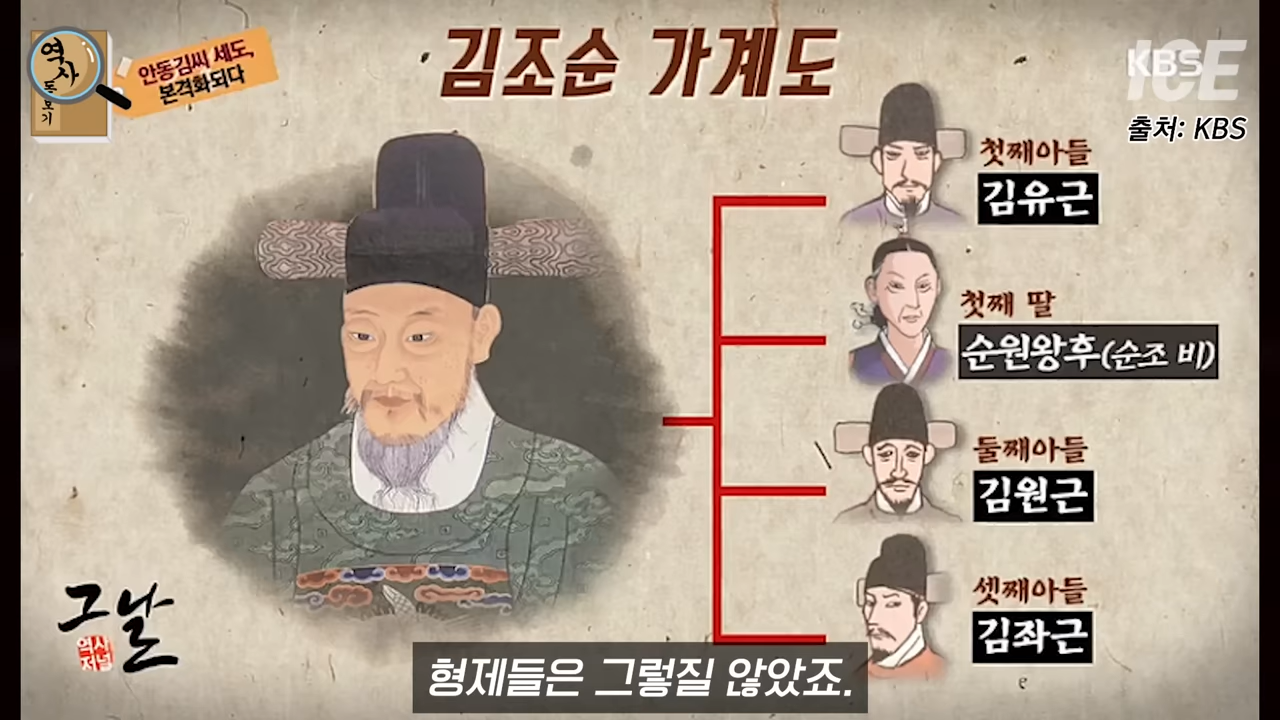 역사
돋보기
안동김씨 세도,
본격화되다
김조순 가계도
KBS
출처: KBS
첫째아들
김유근
첫째 딸
순원왕후(순조 비)
둘째아들
김원근
셋째아들
김좌근
그날
역사
저널
형제들은 그렇질 않았죠.